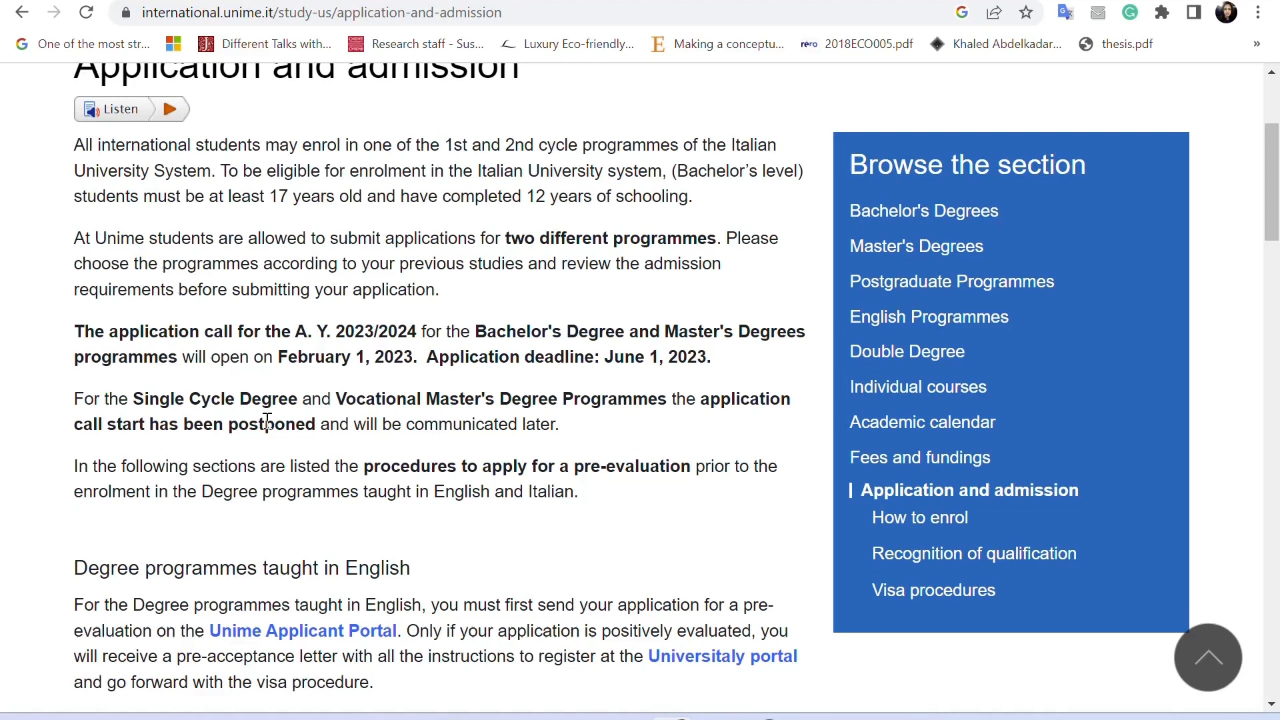 international.unime.it/study-us/application-and-admission
One of the most str...
Different Talks with...
Research staff - Sus...
Luxury Eco-friendly,...
E Making a conceptu...
rero 2018ECO005.pdf
Khaled Abdelkadar...
thesis.pdf
»
Application and admission
Listen
All international students may enrol in one of the 1st and 2nd cycle programmes of the Italian
University System. To be eligible for enrolment in the Italian University system, (Bachelor's level)
students must be at least 17 years old and have completed 12 years of schooling.
At Unime students are allowed to submit applications for two different programmes. Please
choose the programmes according to your previous studies and review the admission
requirements before submitting your application.
The application call for the A. Y. 2023/2024 for the Bachelor's Degree and Master's Degrees
programmes will open on February 1, 2023. Application deadline: June 1, 2023.
For the Single Cycle Degree and Vocational Master's Degree Programmes the application
call start has been postponed and will be communicated later.
In the following sections are listed the procedures to apply for a pre-evaluation prior to the
enrolment in the Degree programmes taught in English and Italian.
Degree programmes taught in English
For the Degree programmes taught in English, you must first send your application for a pre-
evaluation on the Unime Applicant Portal. Only if your application is positively evaluated, you
will receive a pre-acceptance letter with all the instructions to register at the Universitaly portal
and go forward with the visa procedure.
Browse the section
Bachelor's Degrees
Master's Degrees
Postgraduate Programmes
English Programmes
Double Degree
Individual courses
Academic calendar
Fees and fundings
Application and admission
How to enrol
Recognition of qualification
Visa procedures